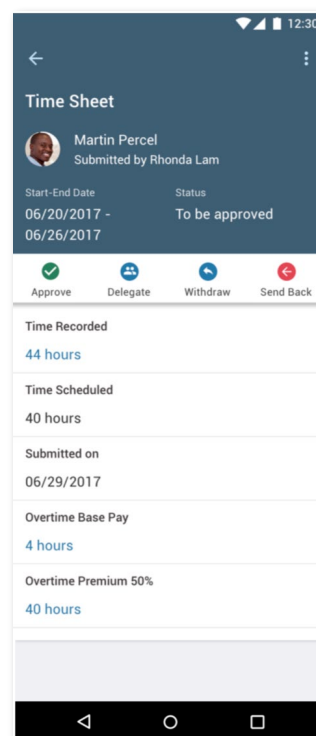 12:30
Time Sheet
Martin Percel
Submitted by Rhonda Lam
Start-End Date
Status
06/20/2017 -
06/26/2017
To be approved
Approve
Delegate
Withdraw
Send Back
Time Recorded
44 hours
Time Scheduled
40 hours
Submitted on
06/29/2017
Overtime Base Pay
4 hours
Overtime Premium 50%
40 hours